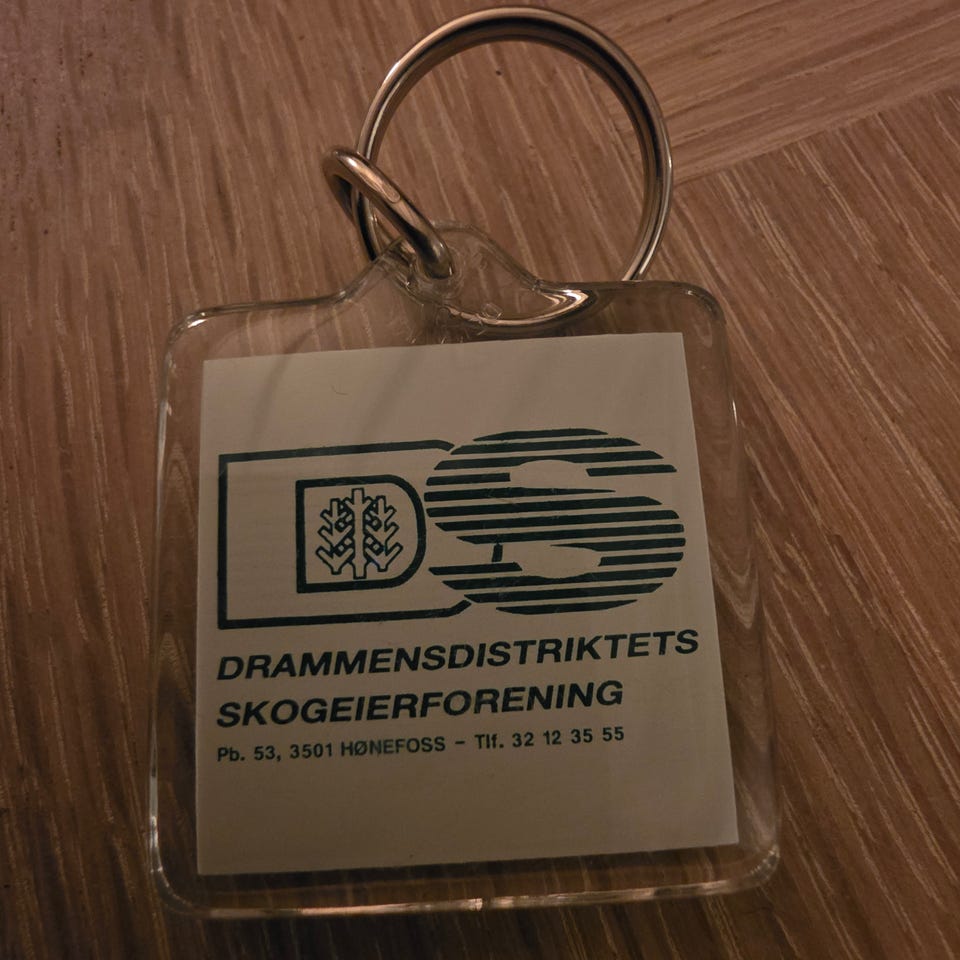 DS
DRAMMENSDISTRIKTETS
SKOGEIERFORENING
Pb. 53, 3501 HØNEFOSS – Tlf. 32 12 35 55